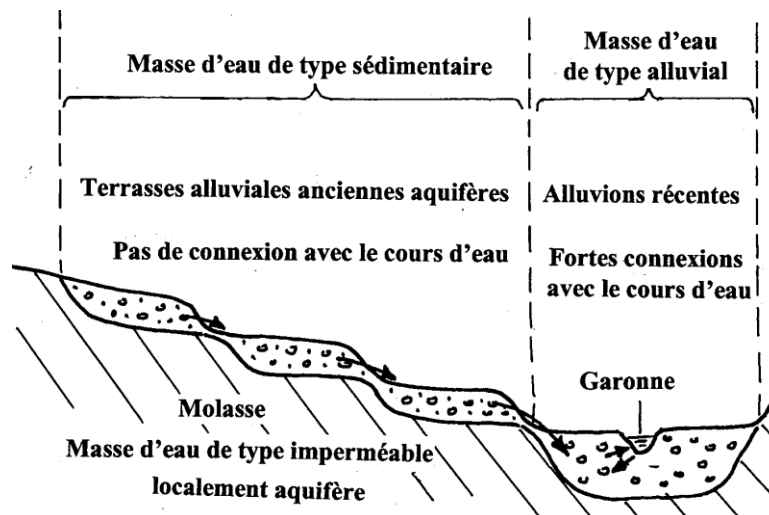 Masse d'eau de type sédimentaire
Masse d'eau
de type alluvial
Terrasses alluviales anciennes aquifères
Alluvions récentes
Pas de connexion avec le cours d'eau
Fortes connexions
avec le cours d'eau
Garonne
Molasse
Masse d'eau de type imperméable
localement aquifère